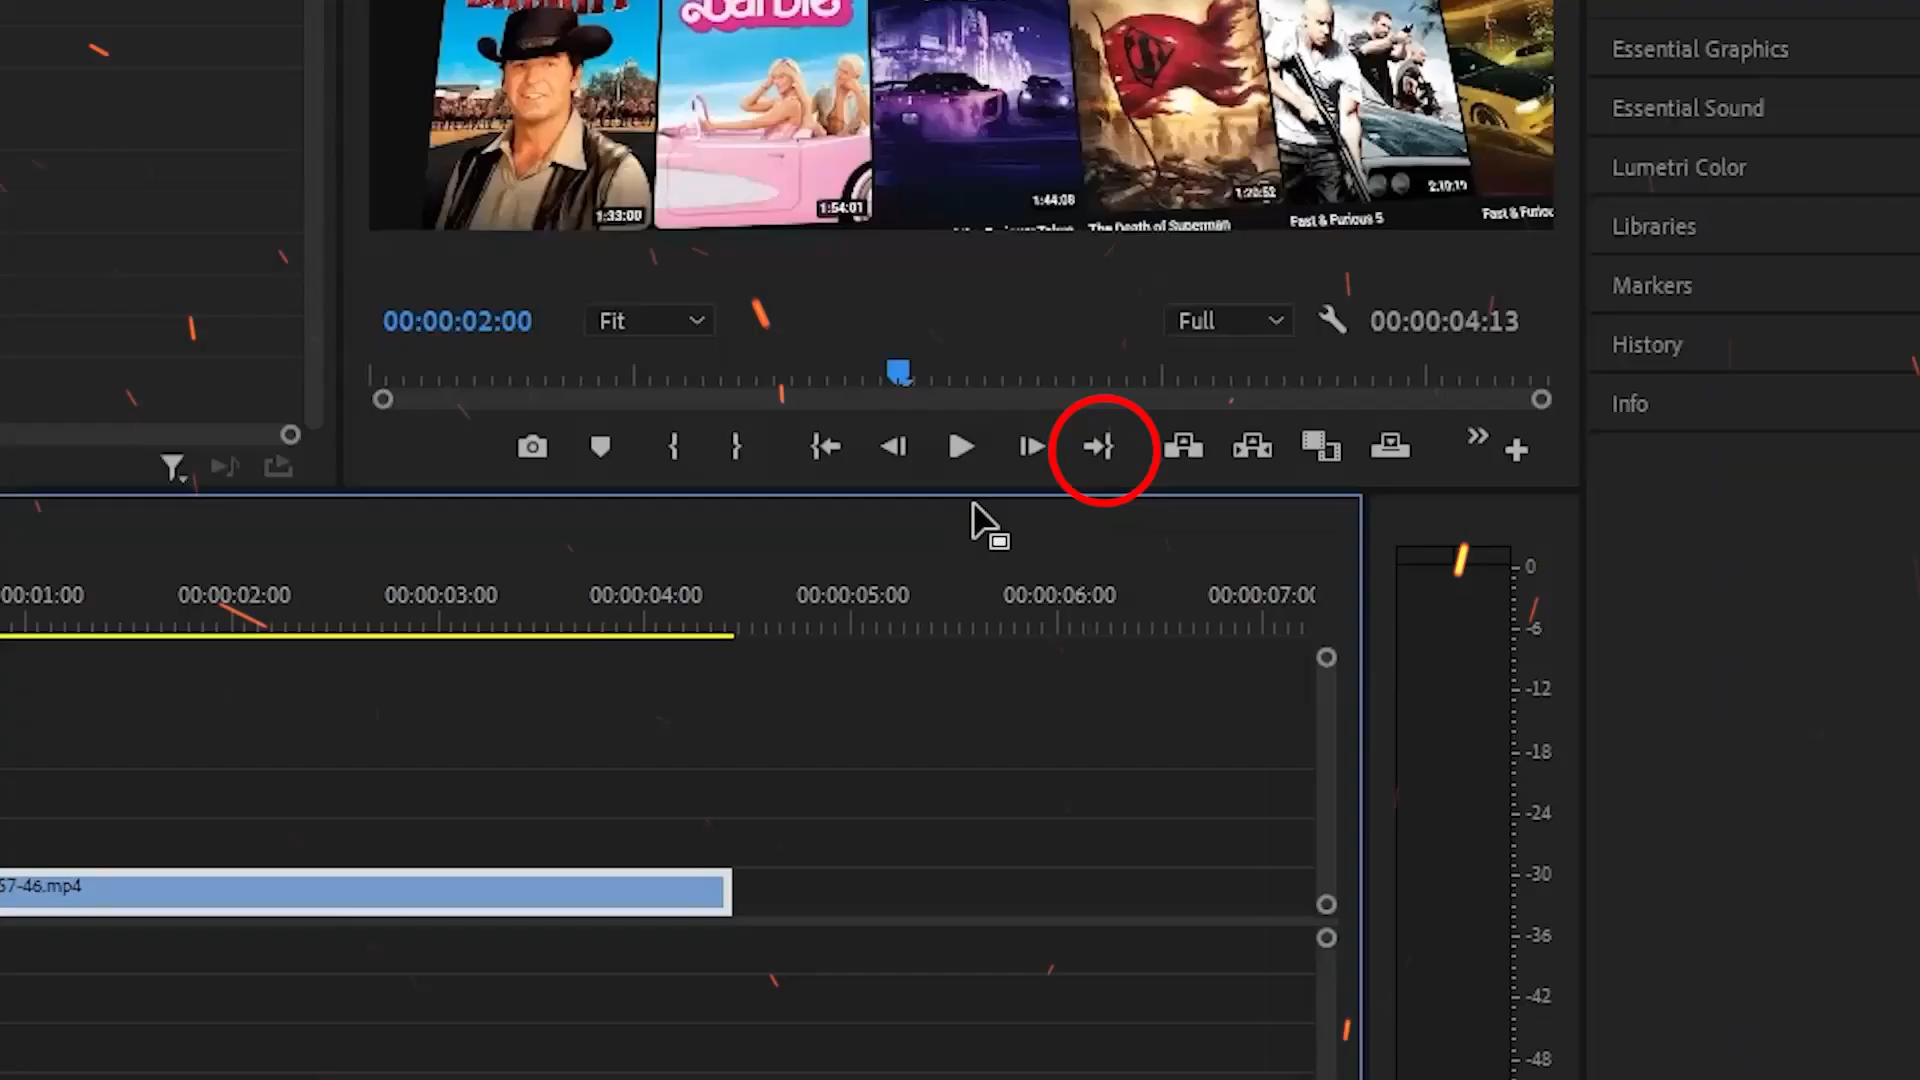 Barbie
1:33:00
1:54:01
1:44:08
1:20:52
2:10:19
The Death of Superman
Fast & Furious 5
Fast & Furio
Essential Graphics
Essential Sound
Lumetri Color
Libraries
Markers
History
Info
00:00:02:00
Fit
Full
00:00:04:13
00:01:00
00:00:02:00
00:00:03:00
00:00:04:00
00:00:05:00
00:00:06:00
00:00:07:00
57-46.mp4
0
-6
-12
-18
-24
-30
-36
-42
-48